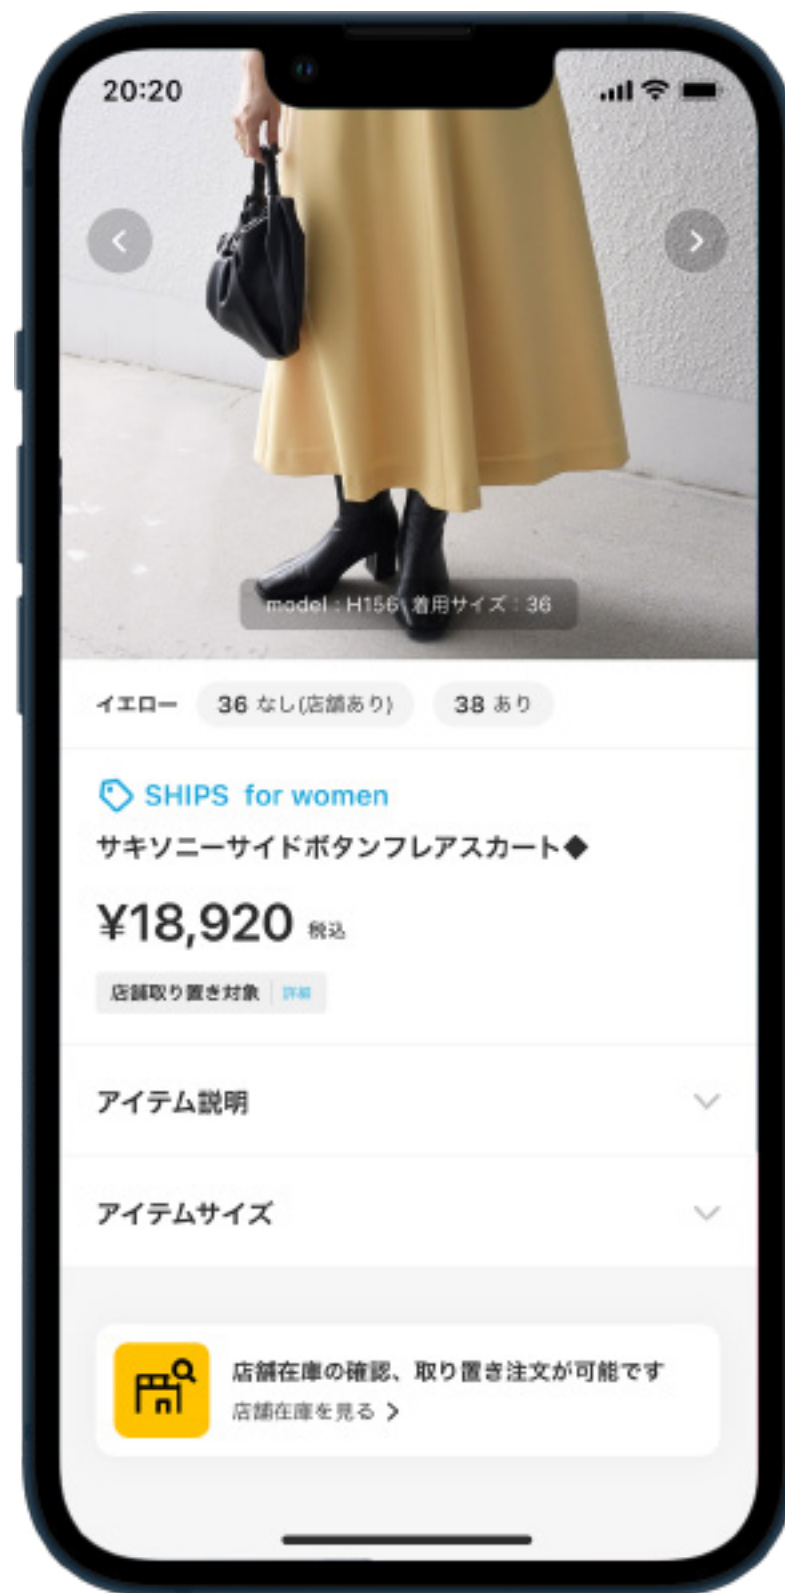 20:20
model : H156 着用サイズ : 36
イエロー 36 なし(店舗あり) 38 あり
SHIPS for women
サキソニーサイドボタンフレアスカート◆
¥18,920 税込
店舗取り置き対象 詳細
アイテム説明
アイテムサイズ
店舗在庫の確認、取り置き注文が可能です
店舗在庫を見る >